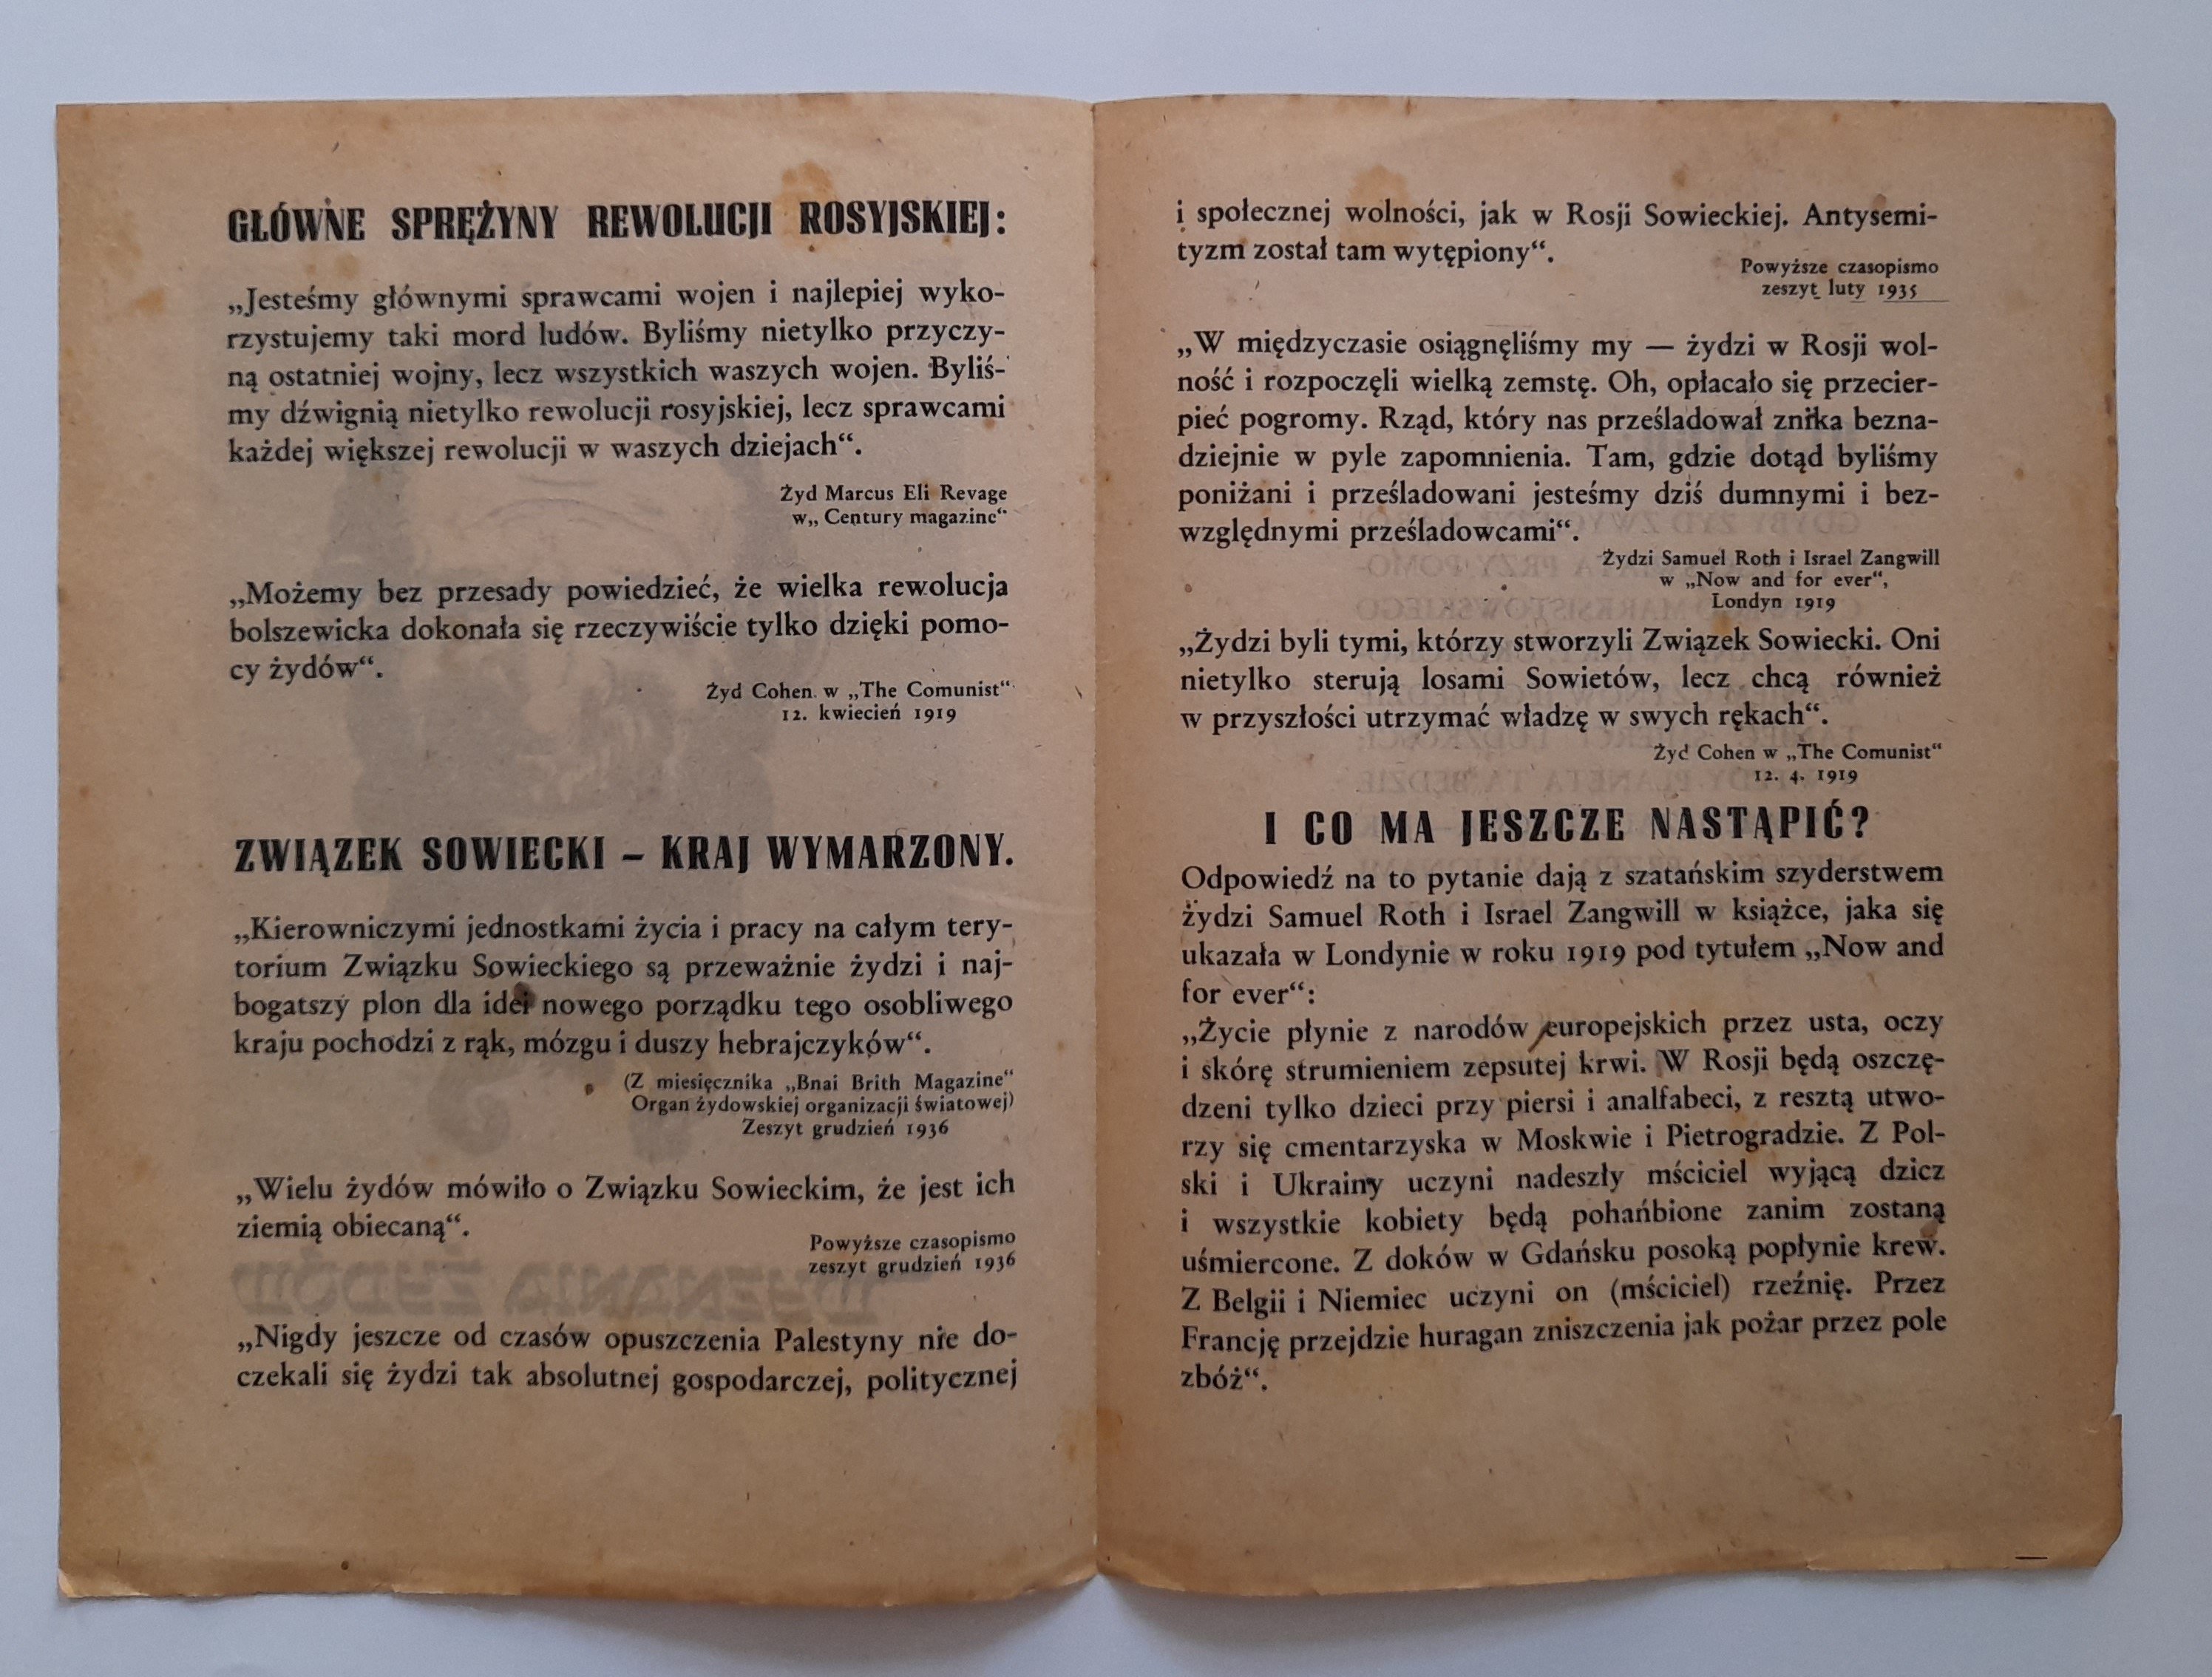 GŁÓWNE SPRĘŻYNY REWOLUCJI ROSYJSKIEJ:
„Jesteśmy głównymi sprawcami wojen i najlepiej wyko-
rzystujemy taki mord ludów. Byliśmy nietylko przyczy-
ną ostatniej wojny, lecz wszystkich waszych wojen. Byliś-
my dźwignią nietylko rewolucji rosyjskiej, lecz sprawcami
każdej większej rewolucji w waszych dziejach“.
Żyd Marcus Eli Revage
w„ Century magazine“
„Możemy bez przesady powiedzieć, że wielka rewolucja
bolszewicka dokonała się rzeczywiście tylko dzięki pomo-
cy żydów“.
Żyd Cohen w „The Comunist“
12. kwiecień 1919
ZWIĄZEK SOWIECKI – KRAJ WYMARZONY.
„Kierowniczymi jednostkami życia i pracy na całym tery-
torium Związku Sowieckiego są przeważnie żydzi i naj-
bogatszy plon dla idei nowego porządku tego osobliwego
kraju pochodzi z rąk, mózgu i duszy hebrajczyków“.
(Z miesięcznika „Bnai Brith Magazine“
Organ żydowskiej organizacji światowej)
Zeszyt grudzień 1936
„Wielu żydów mówiło o Związku Sowieckim, że jest ich
ziemią obiecaną“.
Powyższe czasopismo
zeszyt grudzień 1936
„Nigdy jeszcze od czasów opuszczenia Palestyny nie do-
czekali się żydzi tak absolutnej gospodarczej, politycznej
i społecznej wolności, jak w Rosji Sowieckiej. Antysemi-
tyzm został tam wytępiony“.
Powyższe czasopismo
zeszyt luty 1935
„W międzyczasie osiągnęliśmy my — żydzi w Rosji wol-
ność i rozpoczęli wielką zemstę. Oh, opłacało się przecier-
pieć pogromy. Rząd, który nas prześladował znika bezna-
dziejnie w pyle zapomnienia. Tam, gdzie dotąd byliśmy
poniżani i prześladowani jesteśmy dziś dumnymi i bez-
względnymi prześladowcami“.
Żydzi Samuel Roth i Israel Zangwill
w „Now and for ever“,
Londyn 1919
„Żydzi byli tymi, którzy stworzyli Związek Sowiecki. Oni
nietylko sterują losami Sowietów, lecz chcą również
w przyszłości utrzymać władzę w swych rękach“.
Żyd Cohen w „The Comunist“
12. 4. 1919
I CO MA JESZCZE NASTĄPIĆ?
Odpowiedź na to pytanie dają z szatańskim szyderstwem
żydzi Samuel Roth i Israel Zangwill w książce, jaka się
ukazała w Londynie w roku 1919 pod tytułem „Now and
for ever“:
„Życie płynie z narodów europejskich przez usta, oczy
i skórę strumieniem zepsutej krwi. W Rosji będą oszczę-
dzeni tylko dzieci przy piersi i analfabeci, z resztą utwo-
rzy się cmentarzyska w Moskwie i Pietrogradzie. Z Pol-
ski i Ukrainy uczyni nadeszły mściciel wyjącą dzicz
i wszystkie kobiety będą pohańbione zanim zostaną
uśmiercone. Z doków w Gdańsku posoką popłynie krew.
Z Belgii i Niemiec uczyni on (mściciel) rzeźnię. Przez
Francję przejdzie huragan zniszczenia jak pożar przez pole
zbóż“.